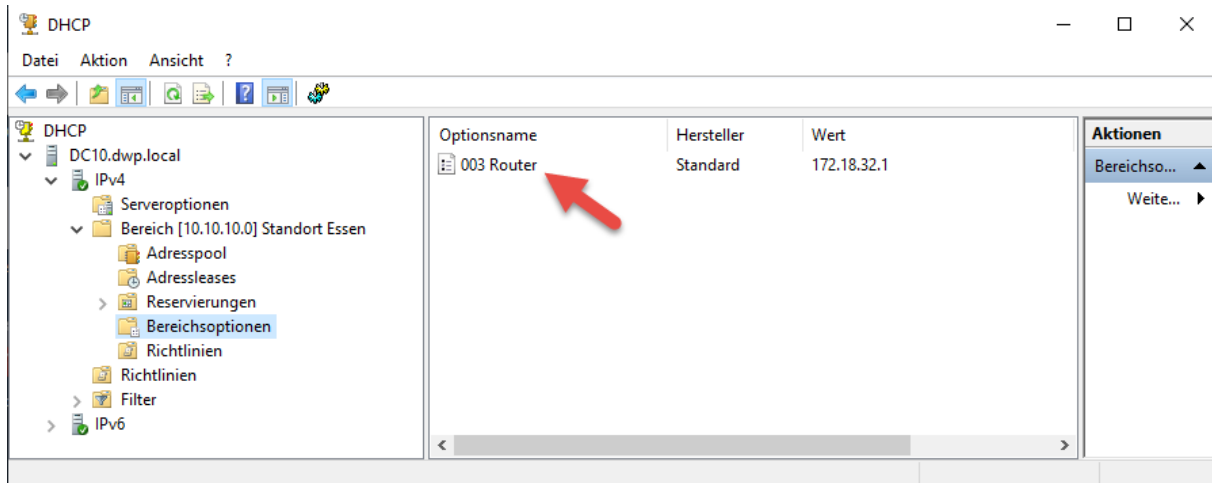 DHCP
Datei Aktion Ansicht ?
DHCP
DC10.dwp.local
IPv4
Serveroptionen
Bereich [10.10.10.0] Standort Essen
Adresspool
Adressleases
Reservierungen
Bereichsoptionen
Richtlinien
Richtlinien
Filter
IPv6
Optionsname Hersteller Wert
003 Router Standard 172.18.32.1
Aktionen
Bereichso...
Weite...